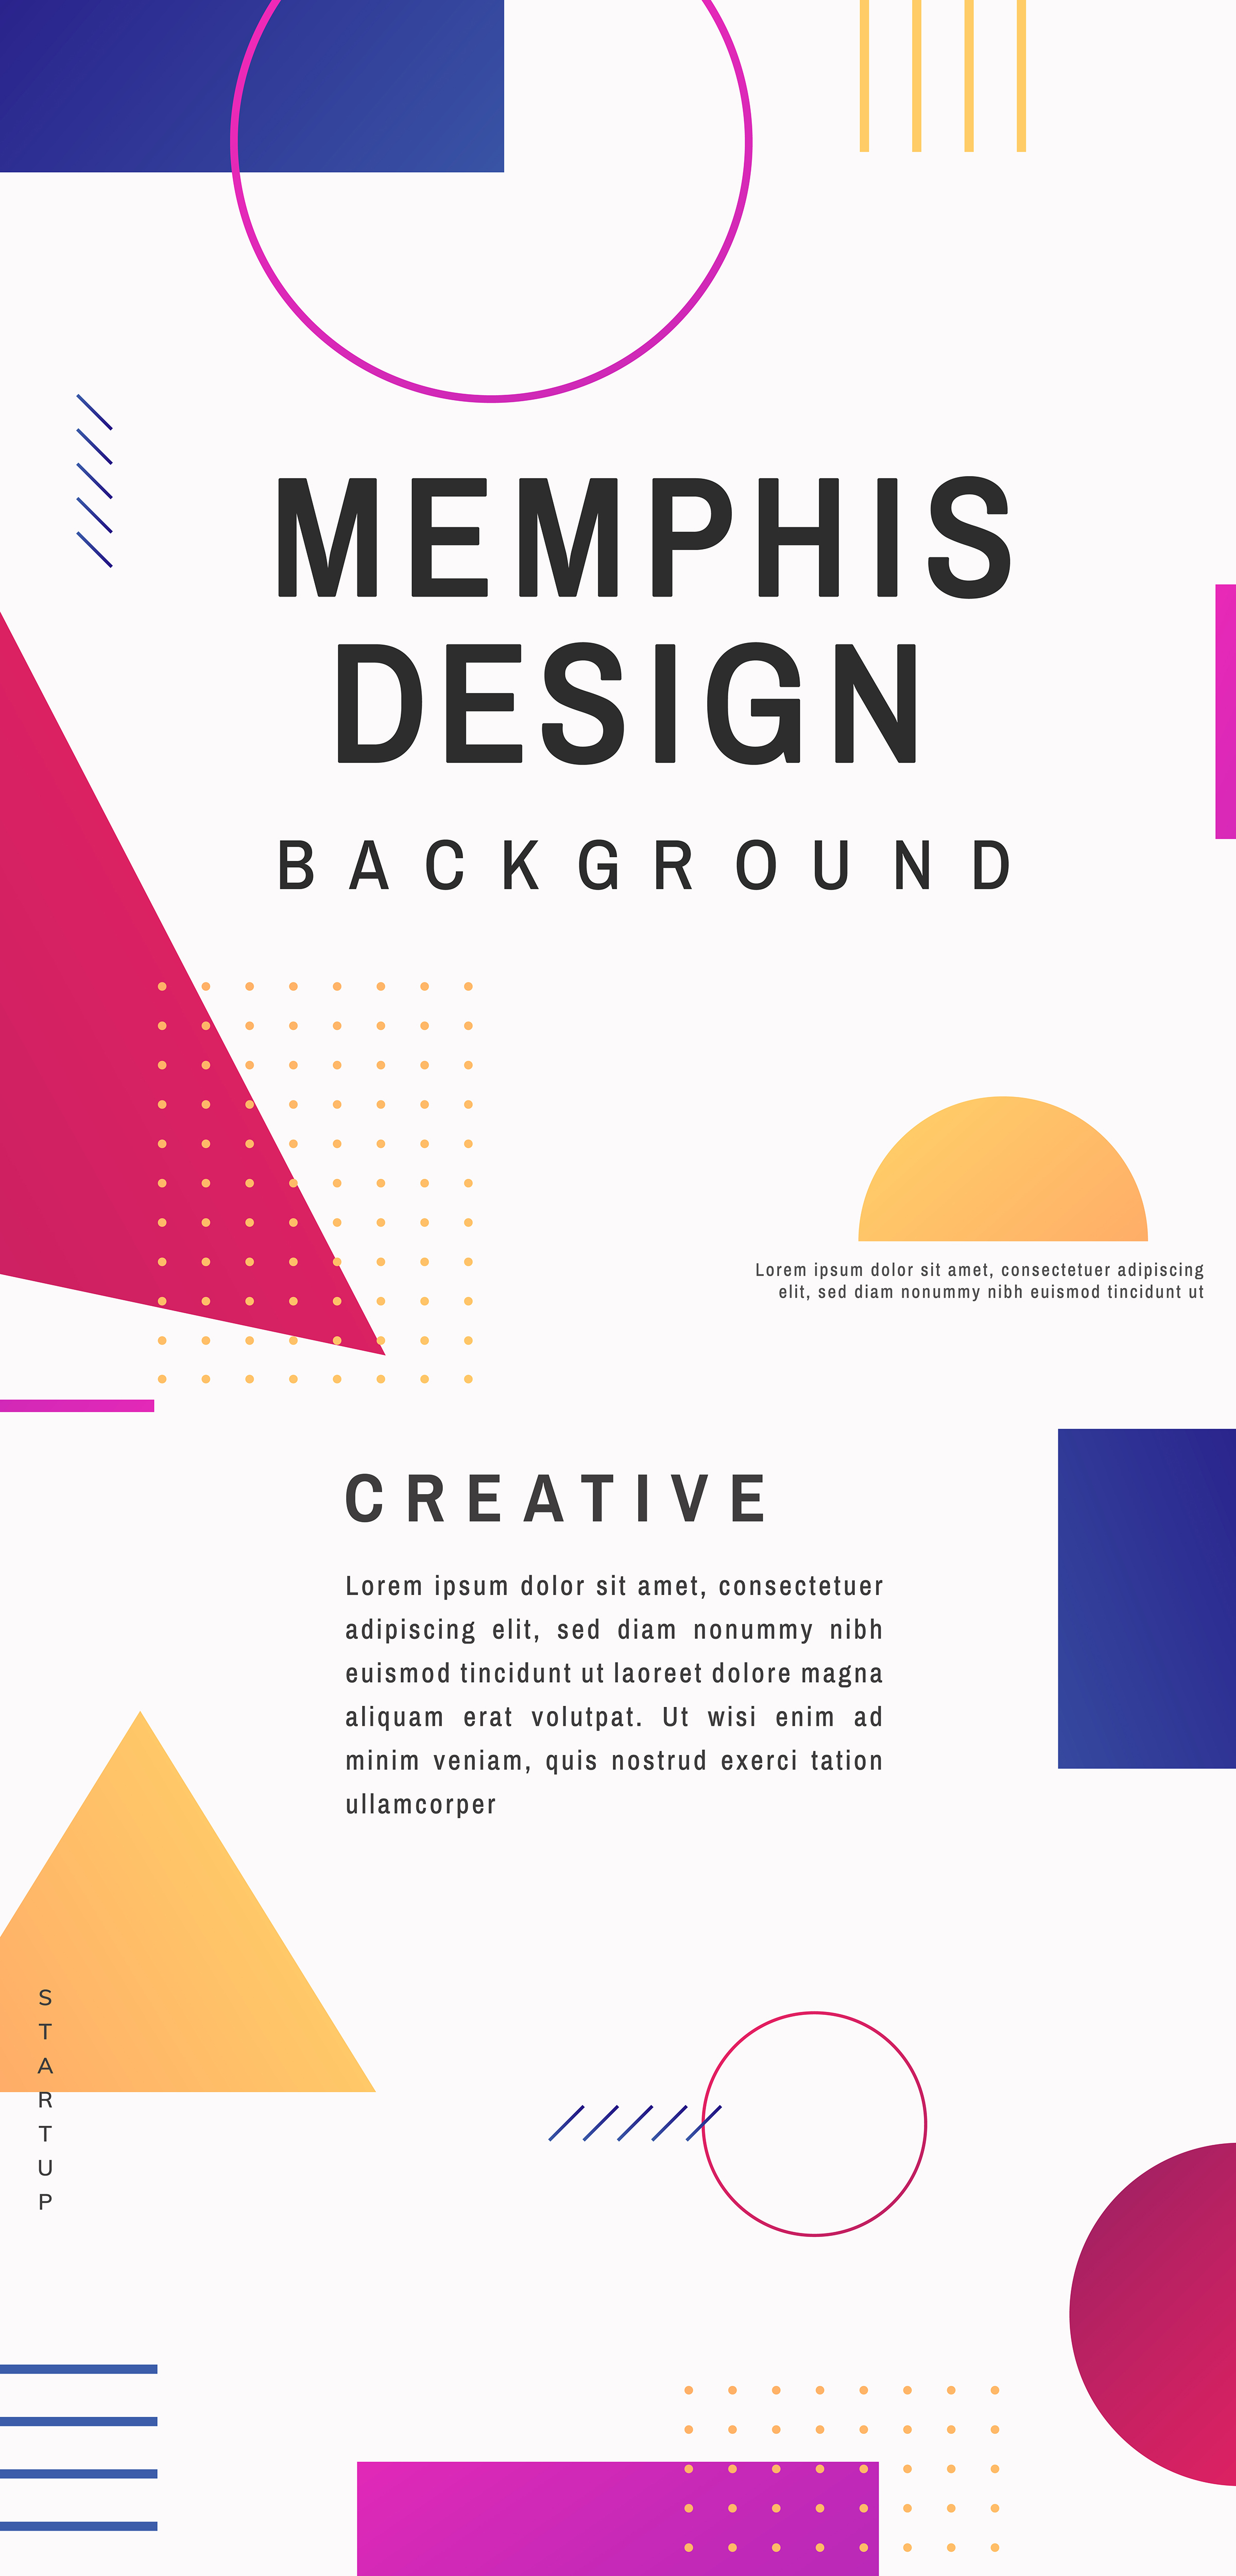 MEMPHIS
DESIGN
BACKGROUND
Lorem ipsum dolor sit amet, consectetuer adipiscing
elit, sed diam nonummy nibh euismod tincidunt ut
CREATIVE
Lorem ipsum dolor sit amet, consectetuer
adipiscing elit, sed diam nonummy nibh
euismod tincidunt ut laoreet dolore magna
aliquam erat volutpat. Ut wisi enim ad
minim veniam, quis nostrud exerci tation
ullamcorper
STARTUP